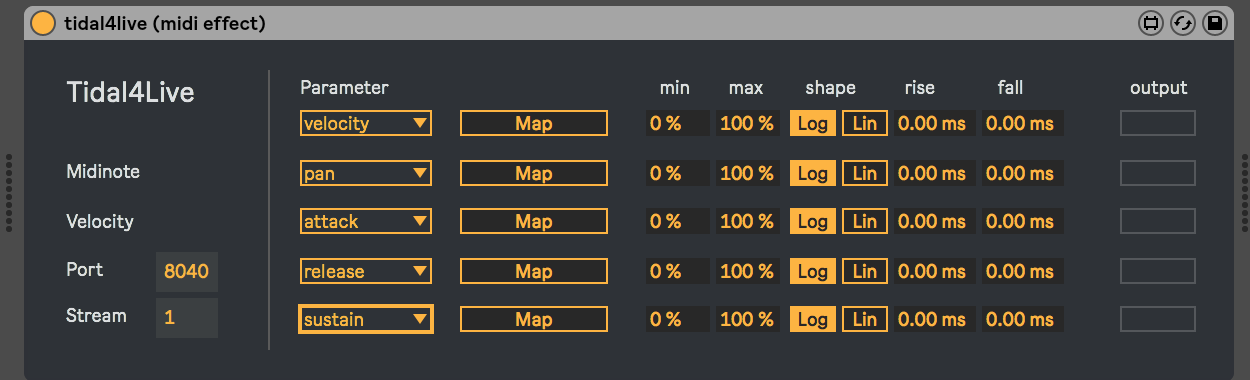 tidal4live (midi effect)
Tidal4Live
Midinote
Velocity
Port 8040
Stream 1
Parameter min max shape rise fall output
velocity Map 0 % 100 % Log Lin 0.00 ms 0.00 ms
pan Map 0 % 100 % Log Lin 0.00 ms 0.00 ms
attack Map 0 % 100 % Log Lin 0.00 ms 0.00 ms
release Map 0 % 100 % Log Lin 0.00 ms 0.00 ms
sustain Map 0 % 100 % Log Lin 0.00 ms 0.00 ms